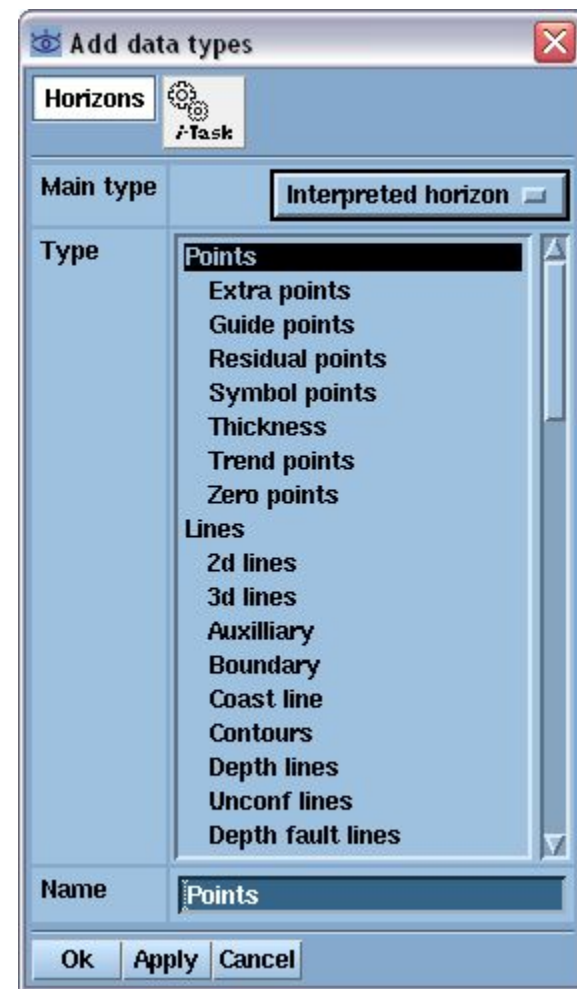 Add data types
Horizons
i-Task
Main type
Interpreted horizon
Type
Points
Extra points
Guide points
Residual points
Symbol points
Thickness
Trend points
Zero points
Lines
2d lines
3d lines
Auxilliary
Boundary
Coast line
Contours
Depth lines
Unconf lines
Depth fault lines
Name
Points
Ok
Apply
Cancel